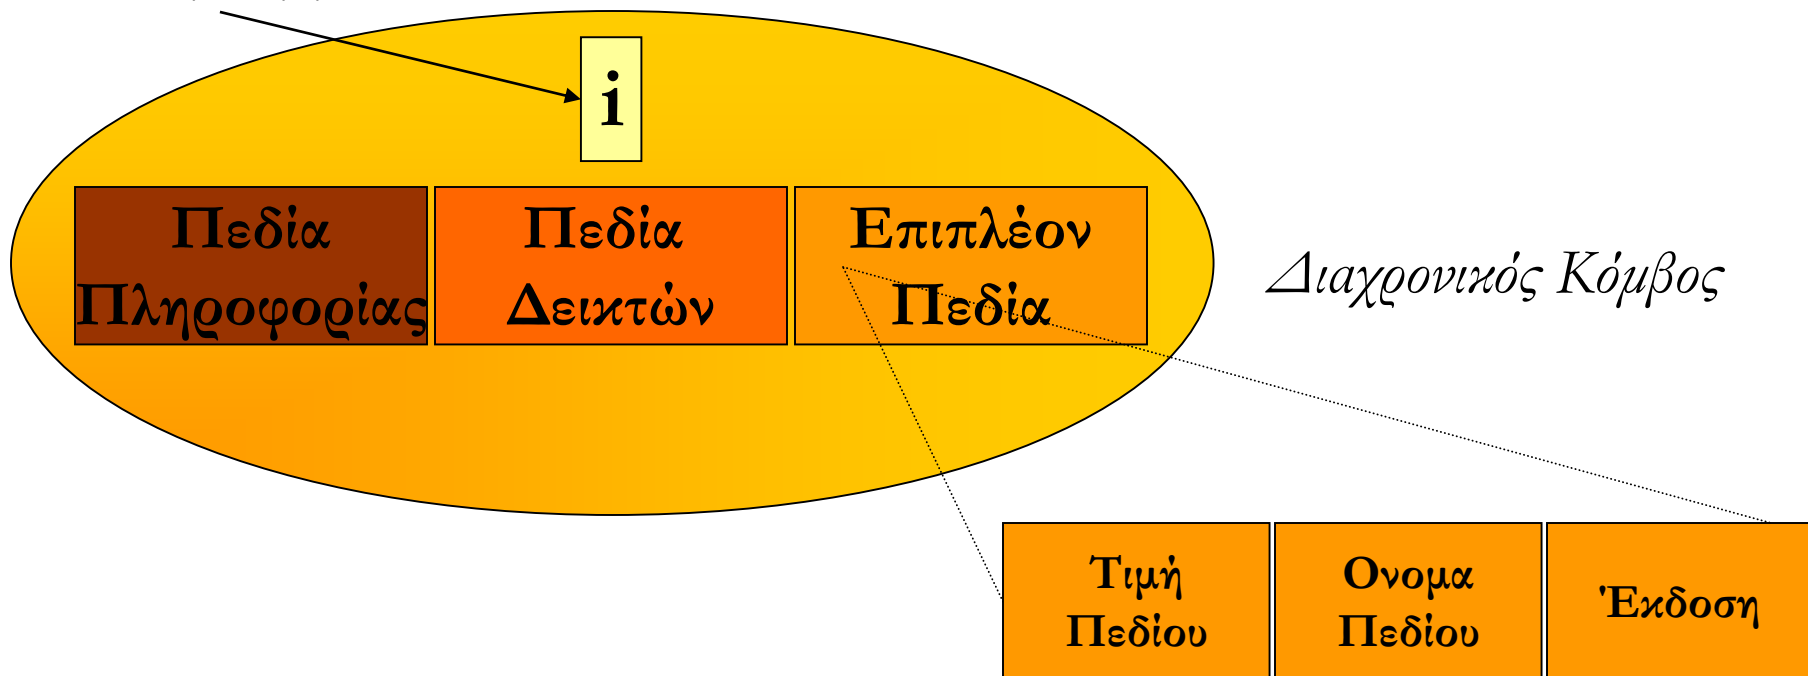 i
Πεδία
Πληροφορίας
Πεδία
Δεικτών
Επιπλέον
Πεδία
Διαχρονικός Κόμβος
Τιμή
Πεδίου
Ονομα
Πεδίου
Έκδοση